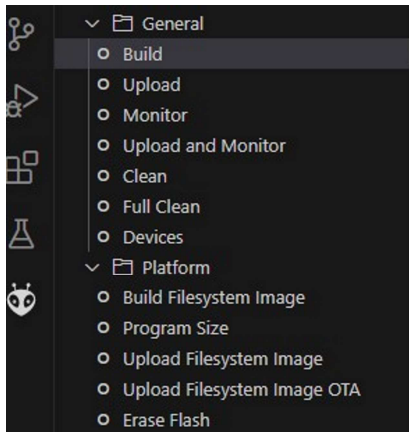 General
Build
Upload
Monitor
Upload and Monitor
Clean
Full Clean
Devices
Platform
Build Filesystem Image
Program Size
Upload Filesystem Image
Upload Filesystem Image OTA
Erase Flash